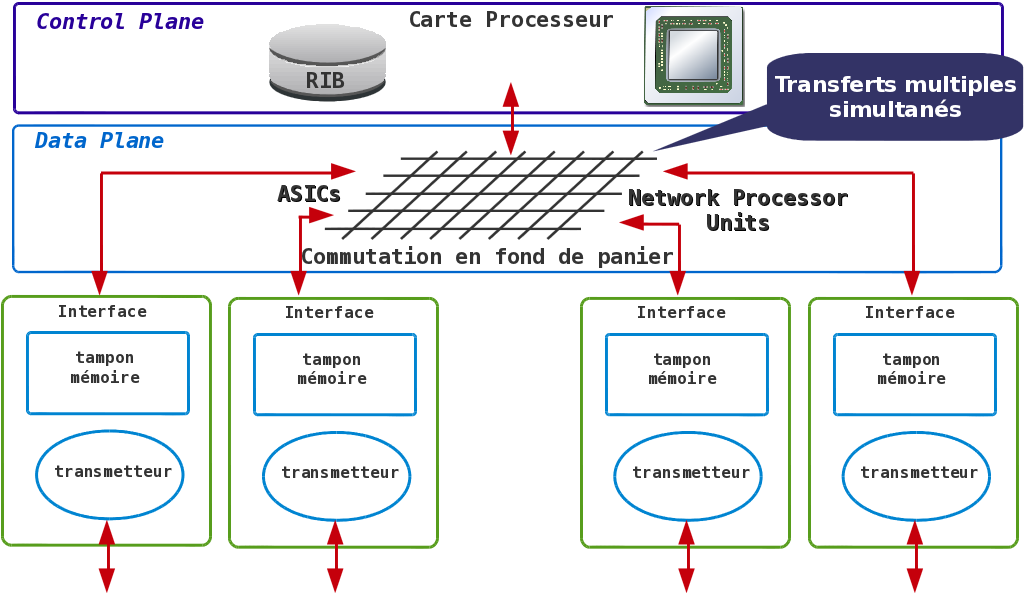 Control Plane
Carte Processeur
RIB
Transferts multiples
simultanés
Data Plane
ASICs
Network Processor
Units
Commutation en fond de panier
Interface
tampon
mémoire
transmetteur
Interface
tampon
mémoire
transmetteur
Interface
tampon
mémoire
transmetteur
Interface
tampon
mémoire
transmetteur